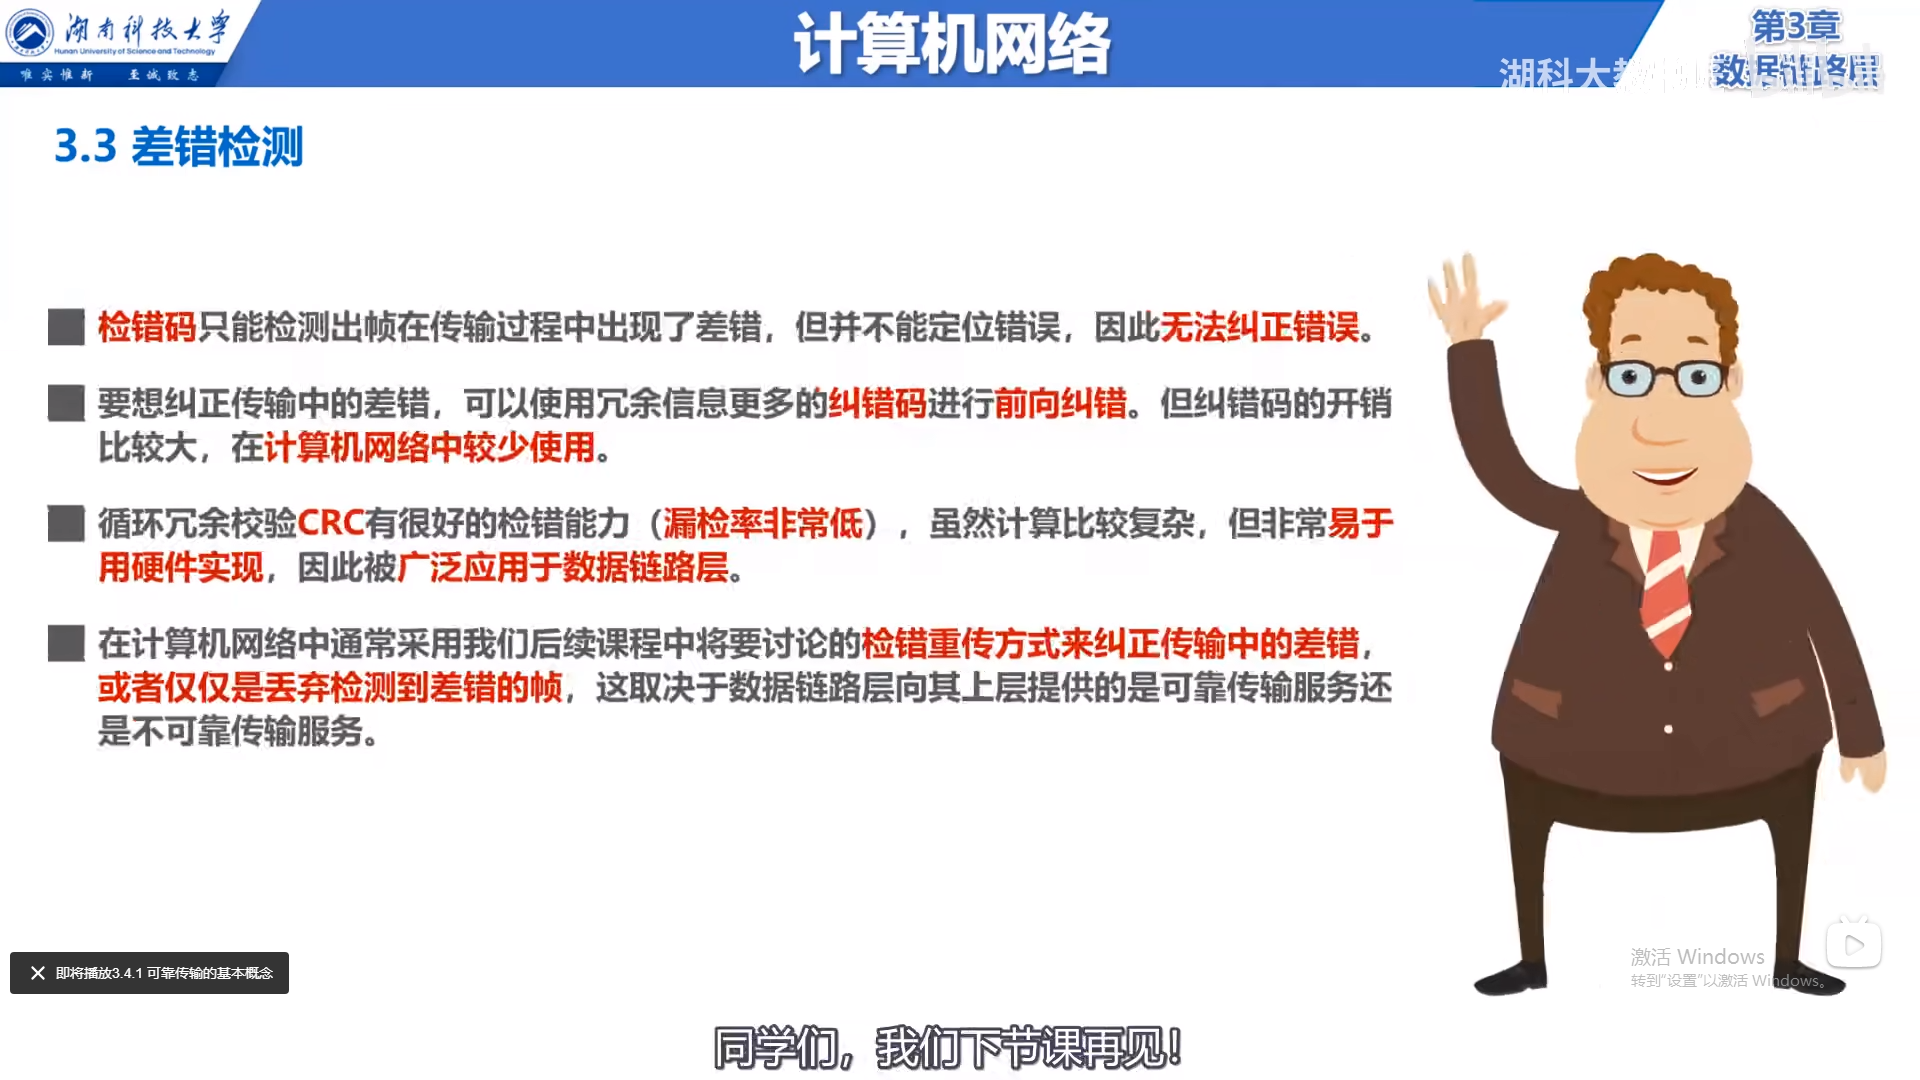 湖南科技大学
Hunan University of Science and Technology
唯实惟新 至诚致志
计算机网络
第3章
数据链路层
湖科大教
3.3 差错检测
检错码只能检测出帧在传输过程中出现了差错，但并不能定位错误，因此无法纠正错误。
要想纠正传输中的差错，可以使用冗余信息更多的纠错码进行前向纠错。但纠错码的开销
比较大，在计算机网络中较少使用。
循环冗余校验CRC有很好的检错能力（漏检率非常低），虽然计算比较复杂，但非常易于
用硬件实现，因此被广泛应用于数据链路层。
在计算机网络中通常采用我们后续课程中将要讨论的检错重传方式来纠正传输中的差错，
或者仅仅是丢弃检测到差错的帧，这取决于数据链路层向其上层提供的是可靠传输服务还
是不可靠传输服务。
即将播放3.4.1 可靠传输的基本概念
激活 Windows
转到“设置”以激活 Windows。
同学们，我们下节课再见！